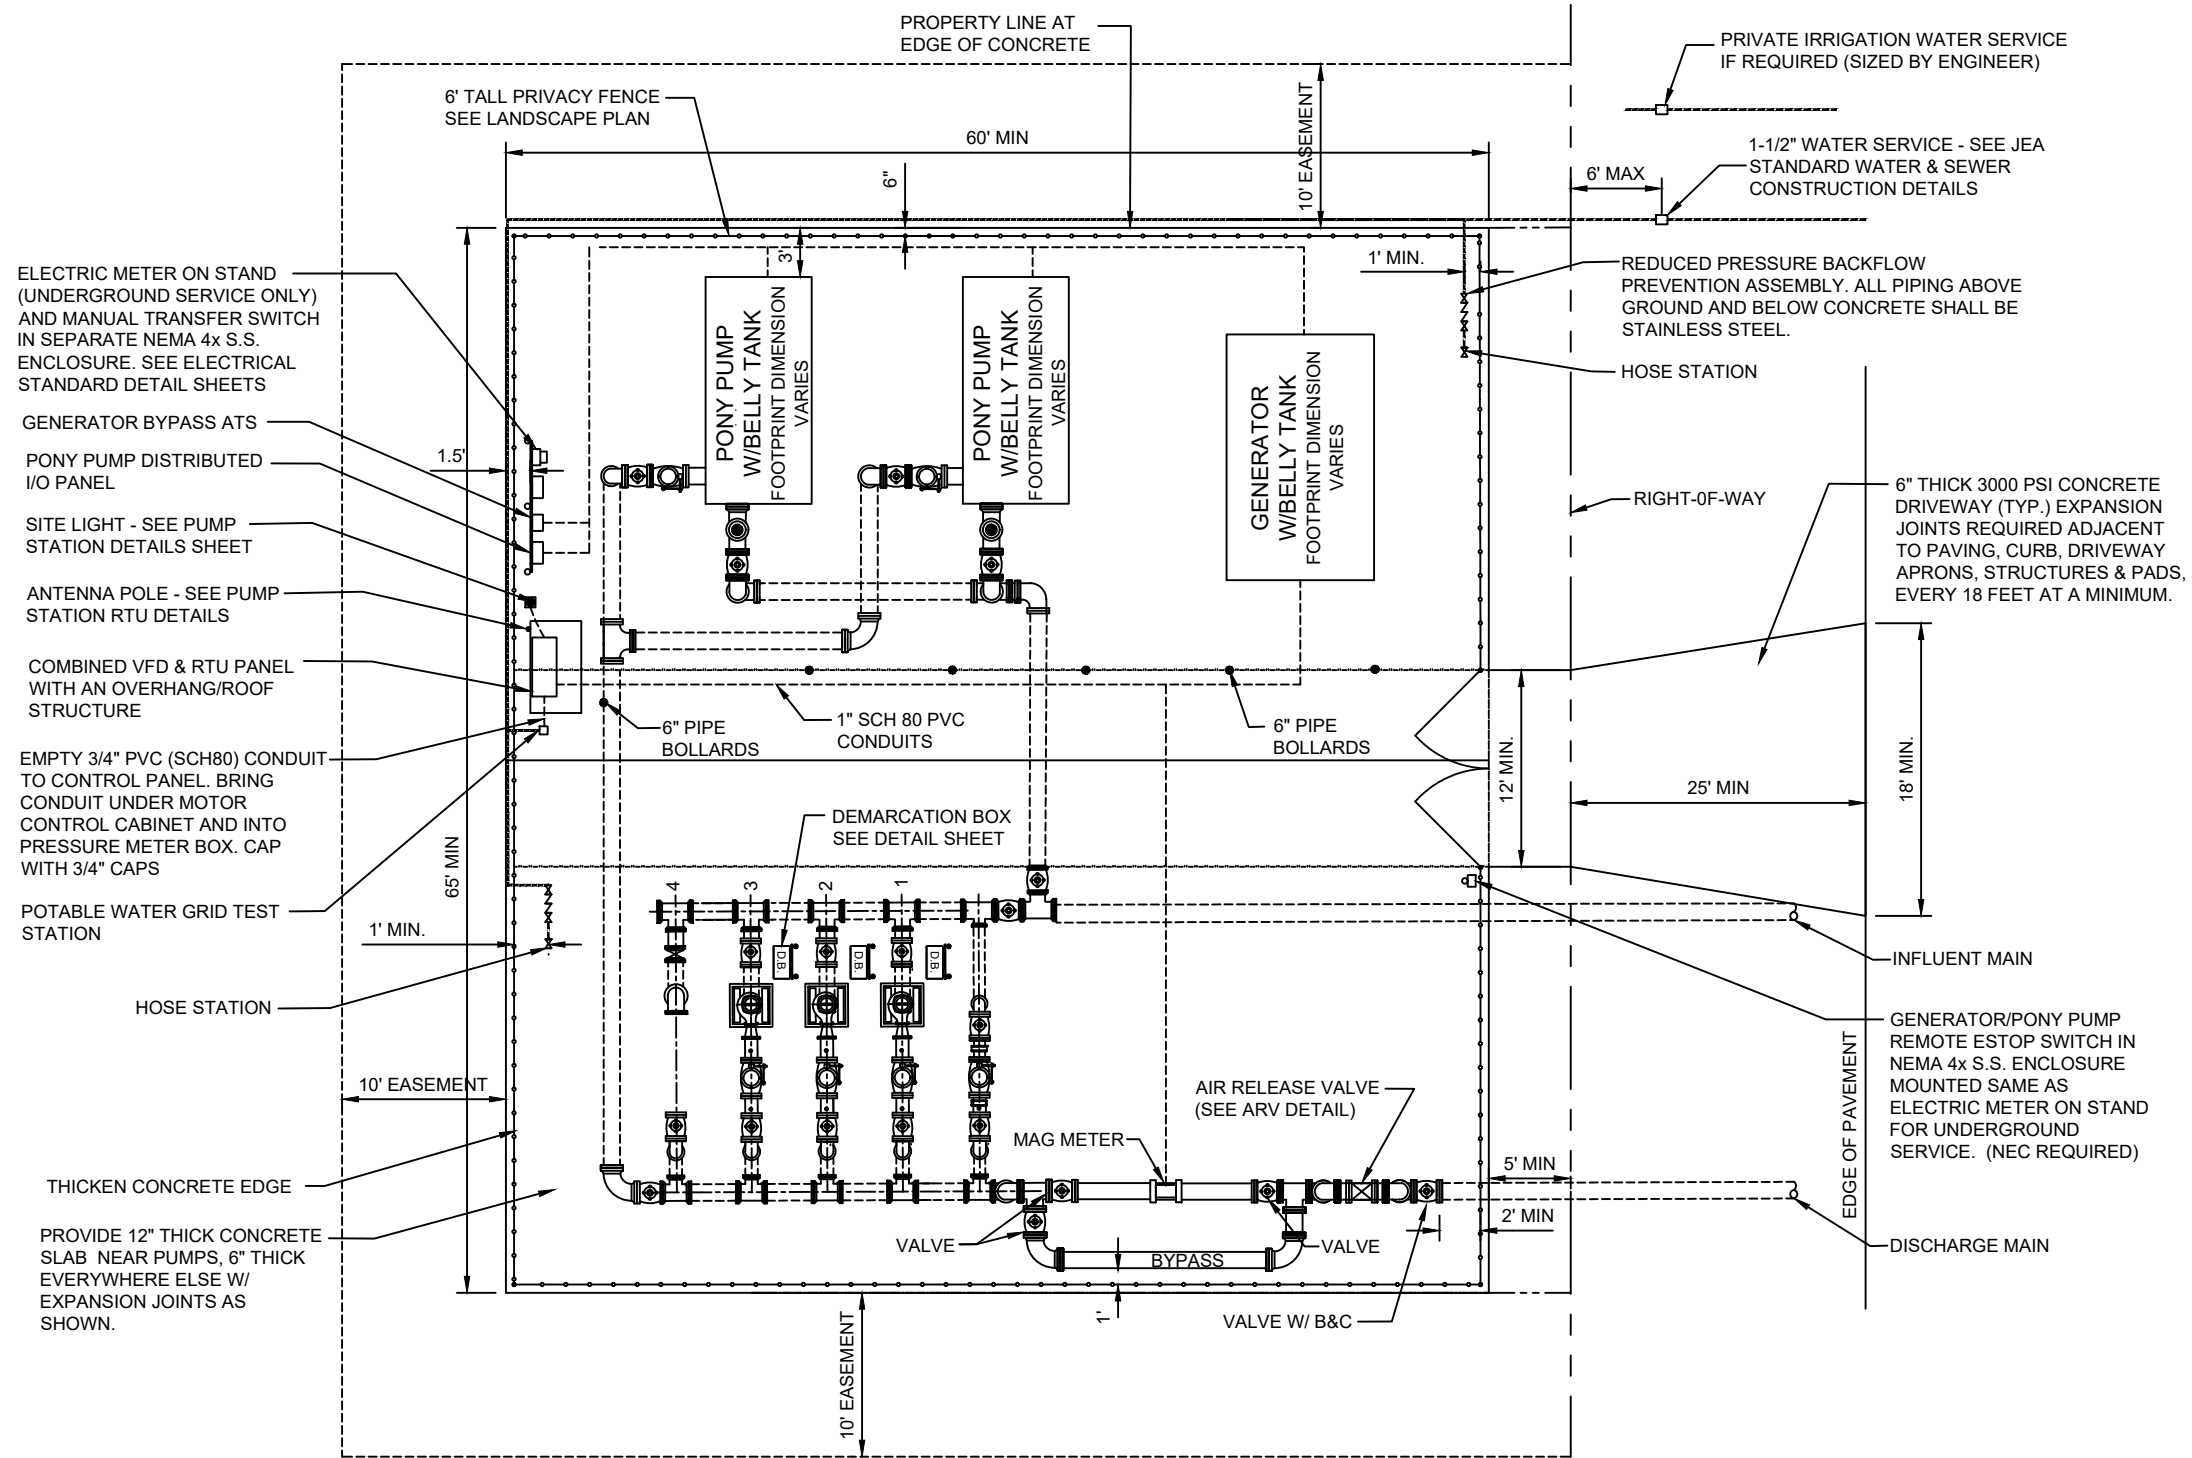 PROPERTY LINE AT
EDGE OF CONCRETE
PRIVATE IRRIGATION WATER SERVICE
IF REQUIRED (SIZED BY ENGINEER)
6' TALL PRIVACY FENCE
SEE LANDSCAPE PLAN
60' MIN
6"
10' EASEMENT
1-1/2" WATER SERVICE - SEE JEA
STANDARD WATER & SEWER
CONSTRUCTION DETAILS
6' MAX
3'
1' MIN.
REDUCED PRESSURE BACKFLOW
PREVENTION ASSEMBLY. ALL PIPING ABOVE
GROUND AND BELOW CONCRETE SHALL BE
STAINLESS STEEL.
HOSE STATION
ELECTRIC METER ON STAND
(UNDERGROUND SERVICE ONLY)
AND MANUAL TRANSFER SWITCH
IN SEPARATE NEMA 4x S.S.
ENCLOSURE. SEE ELECTRICAL
STANDARD DETAIL SHEETS
GENERATOR BYPASS ATS
PONY PUMP DISTRIBUTED
I/O PANEL
SITE LIGHT - SEE PUMP
STATION DETAILS SHEET
ANTENNA POLE - SEE PUMP
STATION RTU DETAILS
COMBINED VFD & RTU PANEL
WITH AN OVERHANG/ROOF
STRUCTURE
EMPTY 3/4" PVC (SCH80) CONDUIT
TO CONTROL PANEL. BRING
CONDUIT UNDER MOTOR
CONTROL CABINET AND INTO
PRESSURE METER BOX. CAP
WITH 3/4" CAPS
POTABLE WATER GRID TEST
STATION
1.5'
65' MIN
PONY PUMP
W/BELLY TANK
FOOTPRINT DIMENSION
VARIES
PONY PUMP
W/BELLY TANK
FOOTPRINT DIMENSION
VARIES
GENERATOR
W/BELLY TANK
FOOTPRINT DIMENSION
VARIES
RIGHT-0F-WAY
6" THICK 3000 PSI CONCRETE
DRIVEWAY (TYP.) EXPANSION
JOINTS REQUIRED ADJACENT
TO PAVING, CURB, DRIVEWAY
APRONS, STRUCTURES & PADS,
EVERY 18 FEET AT A MINIMUM.
6" PIPE
BOLLARDS
1" SCH 80 PVC
CONDUITS
6" PIPE
BOLLARDS
12' MIN.
25' MIN
18' MIN.
DEMARCATION BOX
SEE DETAIL SHEET
4
3
2
1
D.B.
D.B.
D.B.
1' MIN.
HOSE STATION
10' EASEMENT
THICKEN CONCRETE EDGE
PROVIDE 12" THICK CONCRETE
SLAB NEAR PUMPS, 6" THICK
EVERYWHERE ELSE W/
EXPANSION JOINTS AS
SHOWN.
INFLUENT MAIN
GENERATOR/PONY PUMP
REMOTE ESTOP SWITCH IN
NEMA 4x S.S. ENCLOSURE
MOUNTED SAME AS
ELECTRIC METER ON STAND
FOR UNDERGROUND
SERVICE. (NEC REQUIRED)
EDGE OF PAVEMENT
AIR RELEASE VALVE
(SEE ARV DETAIL)
MAG METER
5' MIN
2' MIN
VALVE
VALVE
BYPASS
DISCHARGE MAIN
1'
VALVE W/ B&C
10' EASEMENT